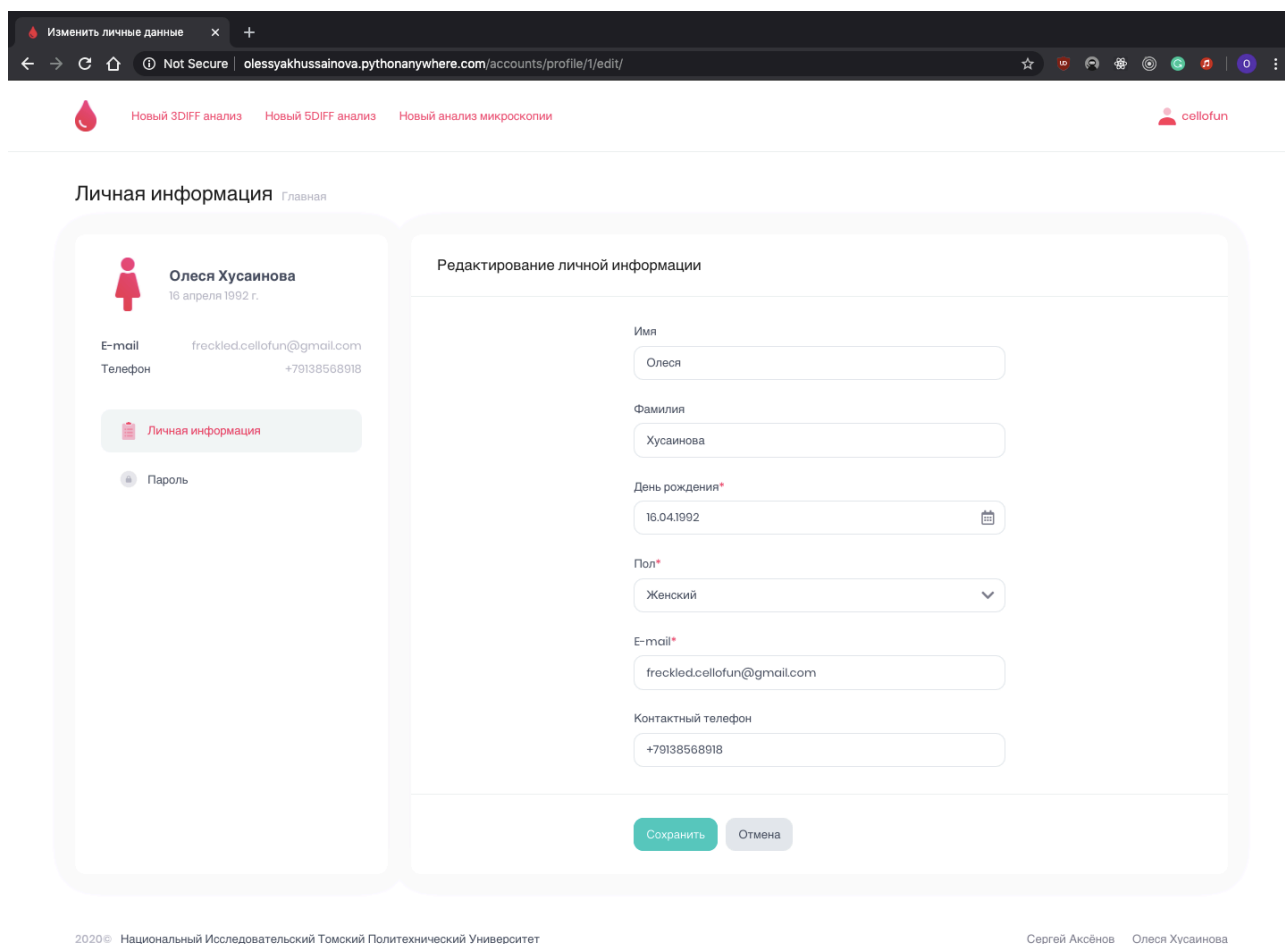 Изменить личные данные
Not Secure | olessyakhussainova.pythonanywhere.com/accounts/profile/1/edit/
UD
G
O
Новый 3DIFF анализ Новый 5DIFF анализ Новый анализ микроскопии cellofun
Личная информация Главная
Олеся Хусаинова
16 апреля 1992 г.
E-mail freckled.cellofun@gmail.com
Телефон +79138568918
Личная информация
Пароль
Редактирование личной информации
Имя
Олеся
Фамилия
Хусаинова
День рождения*
16.04.1992
Пол*
Женский
E-mail*
freckled.cellofun@gmail.com
Контактный телефон
+79138568918
Сохранить Отмена
2020© Национальный Исследовательский Томский Политехнический Университет Сергей Аксёнов Олеся Хусаинова